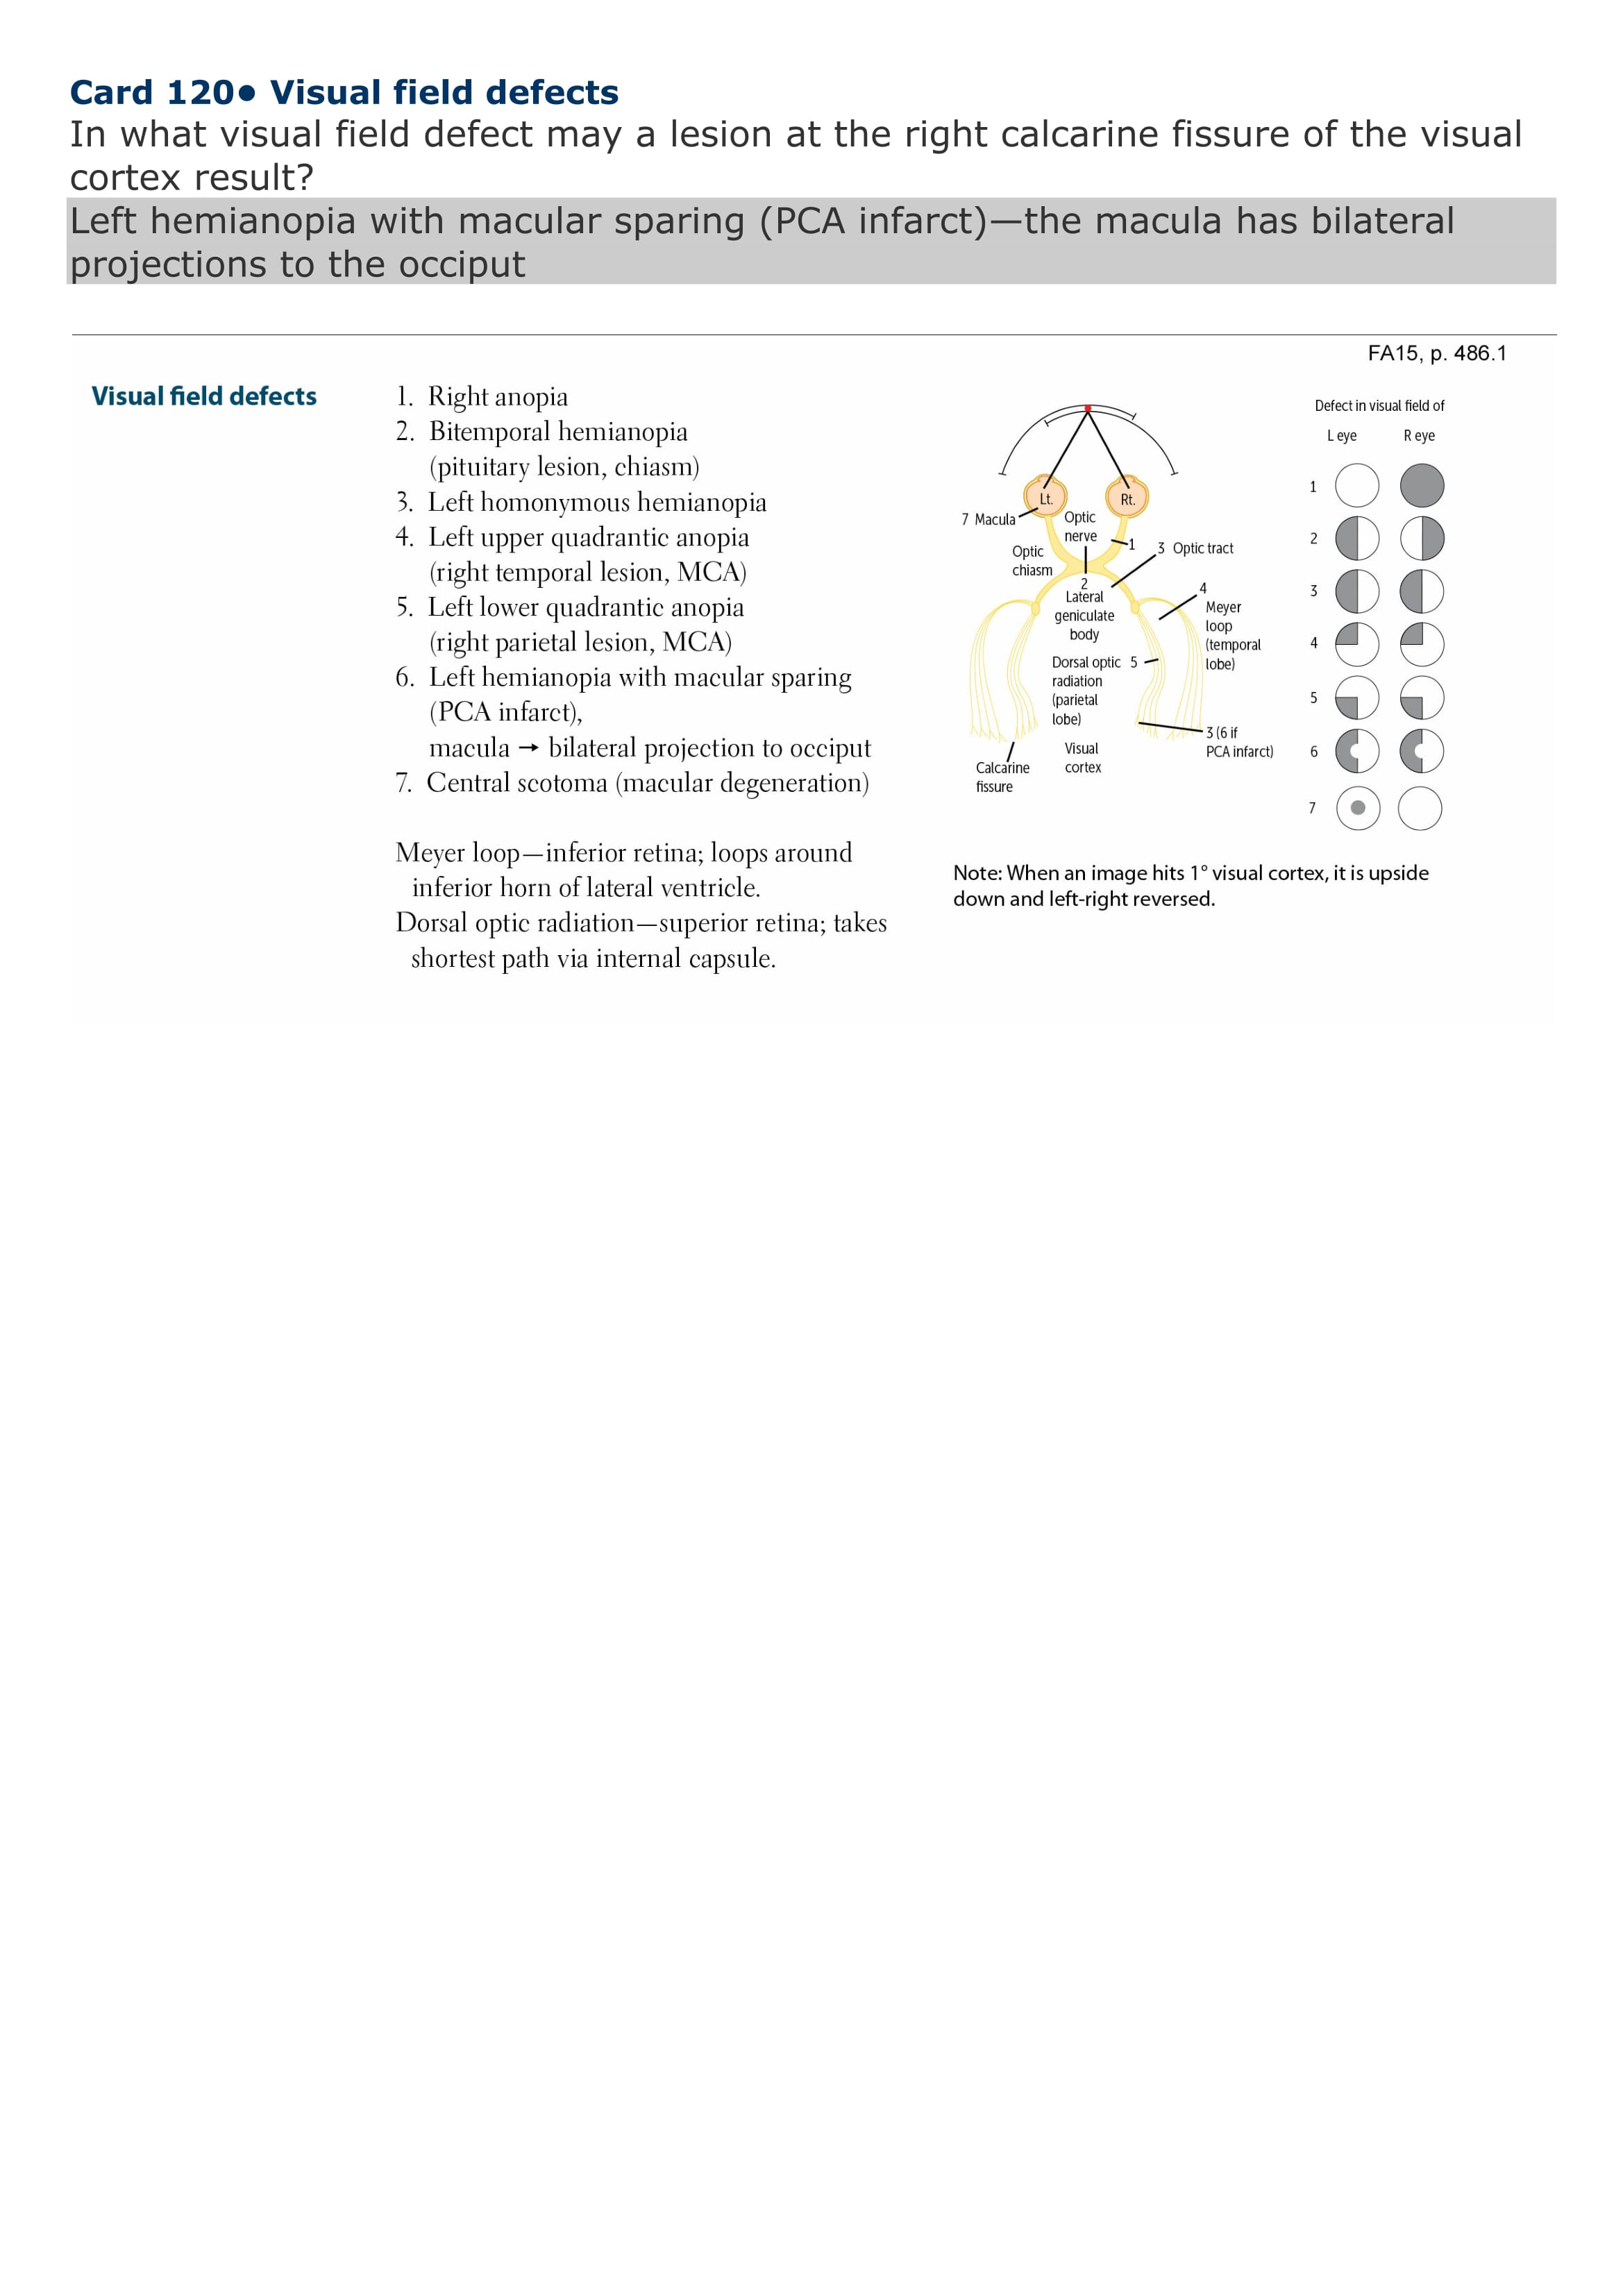 Card 120• Visual field defects
In what visual field defect may a lesion at the right calcarine fissure of the visual
cortex result?
Left hemianopia with macular sparing (PCA infarct)—the macula has bilateral
projections to the occiput
FA15, p. 486.1
Visual field defects
1. Right anopia
2. Bitemporal hemianopia
(pituitary lesion, chiasm)
3. Left homonymous hemianopia
4. Left upper quadrantic anopia
(right temporal lesion, MCA)
5. Left lower quadrantic anopia
(right parietal lesion, MCA)
6. Left hemianopia with macular sparing
(PCA infarct),
macula → bilateral projection to occiput
7. Central scotoma (macular degeneration)
Meyer loop—inferior retina; loops around
inferior horn of lateral ventricle.
Dorsal optic radiation—superior retina; takes
shortest path via internal capsule.
Lt.
Rt.
7 Macula
Optic
nerve
1
Optic
chiasm
3 Optic tract
2
Lateral
geniculate
body
4
Meyer
loop
(temporal
lobe)
Dorsal optic 5
radiation
(parietal
lobe)
3 (6 if
PCA infarct)
Visual
cortex
Calcarine
fissure
Defect in visual field of
L eye R eye
1
2
3
4
5
6
7
Note: When an image hits 1° visual cortex, it is upside
down and left-right reversed.